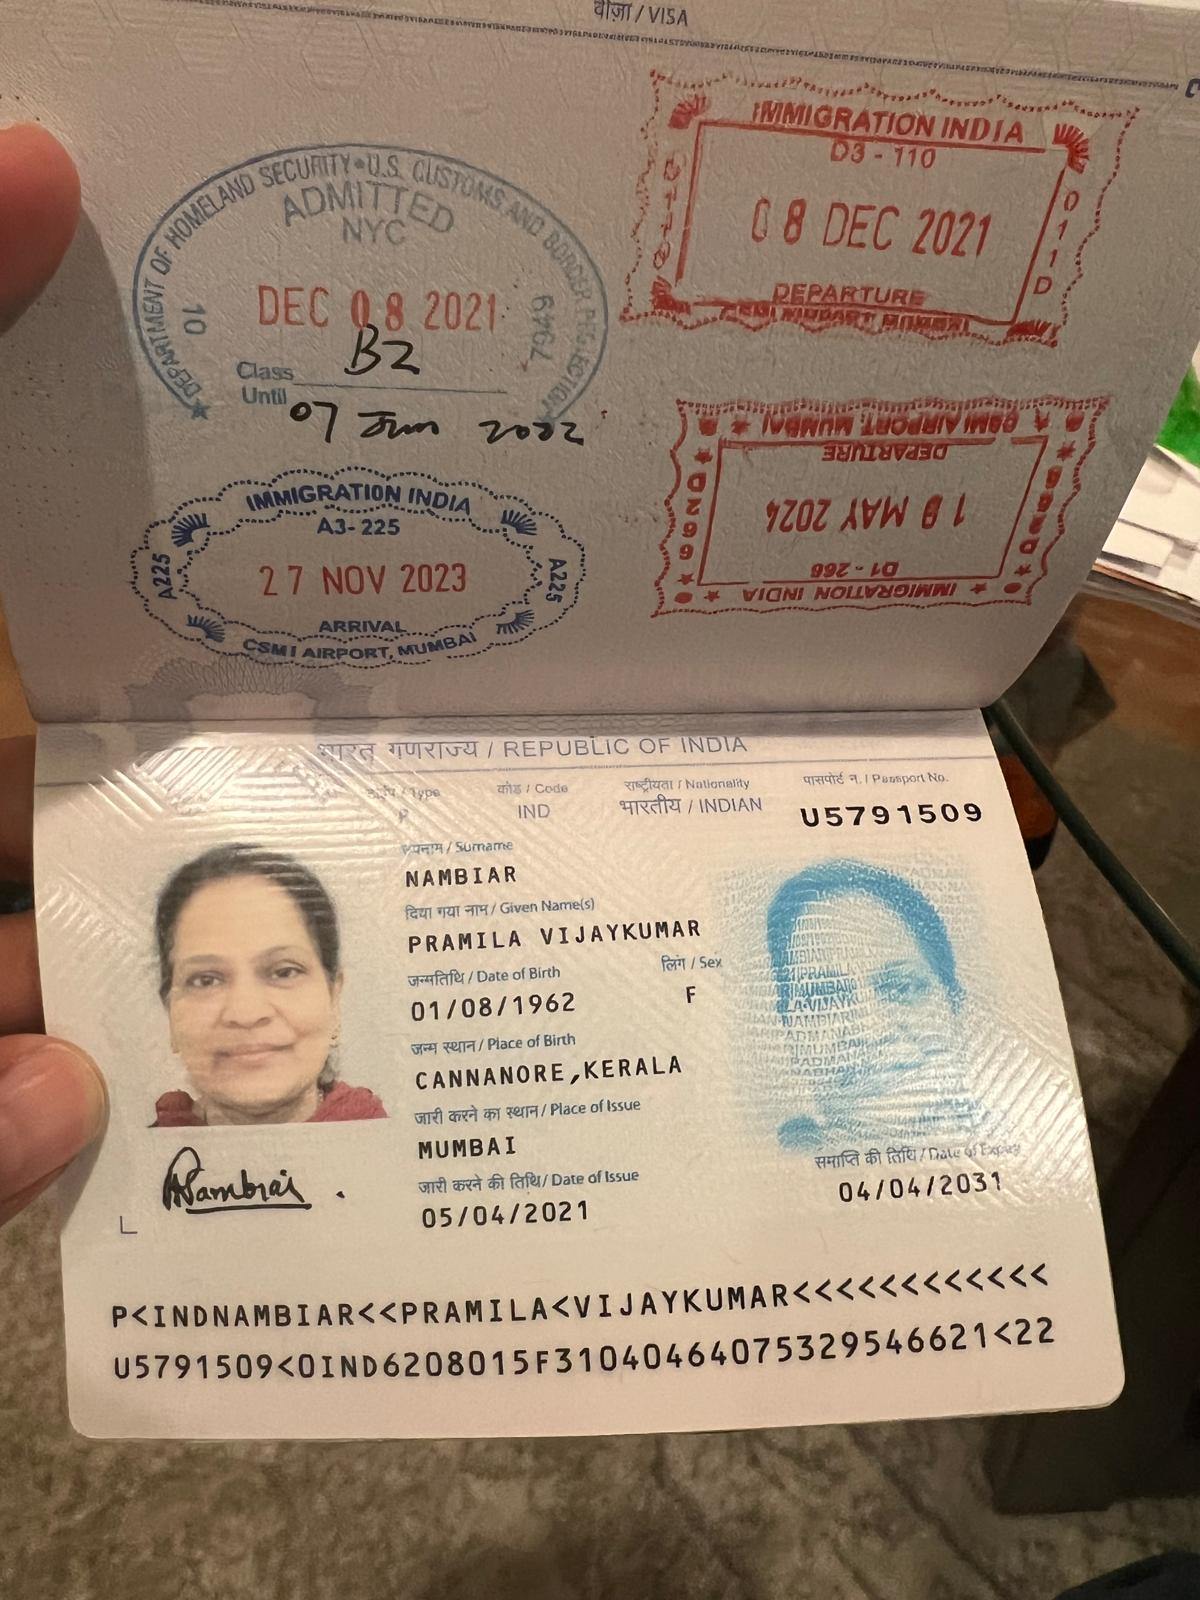 वीज़ा / VISA
DEPARTMENT OF HOMELAND SECURITY • U.S. CUSTOMS AND BORDER PROTECTION
ADMITTED
NYC
10
DEC 08 2021
7949
Class B2
Until 07 Jun 2022
IMMIGRATION INDIA
D3 - 110
D110
08 DEC 2021
D110
DEPARTURE
CSMI AIRPORT, MUMBAI
IMMIGRATION INDIA
A3-225
A225
27 NOV 2023
A225
ARRIVAL
CSMI AIRPORT, MUMBAI
IMMIGRATION INDIA
D1 - 266
D266
MAY 2024
DEPARTURE
CSMI AIRPORT, MUMBAI
भारत गणराज्य / REPUBLIC OF INDIA
टाईप / Type
कोड / Code
राष्ट्रीयता / Nationality
पासपोर्ट न. / Passport No.
P
IND
भारतीय / INDIAN
U5791509
उपनाम / Surname
NAMBIAR
दिया गया नाम / Given Name(s)
PRAMILA VIJAYKUMAR
जन्मतिथि / Date of Birth
लिंग / Sex
01/08/1962
F
जन्म स्थान / Place of Birth
CANNANORE,KERALA
जारी करने का स्थान / Place of Issue
MUMBAI
जारी करने की तिथि / Date of Issue
समाप्ति की तिथि / Date of Expiry
05/04/2021
04/04/2031
P<INDNAMBIAR<<PRAMILA<VIJAYKUMAR<<<<<<<<<<<<
U5791509<0IND6208015F31040464075329546621<22